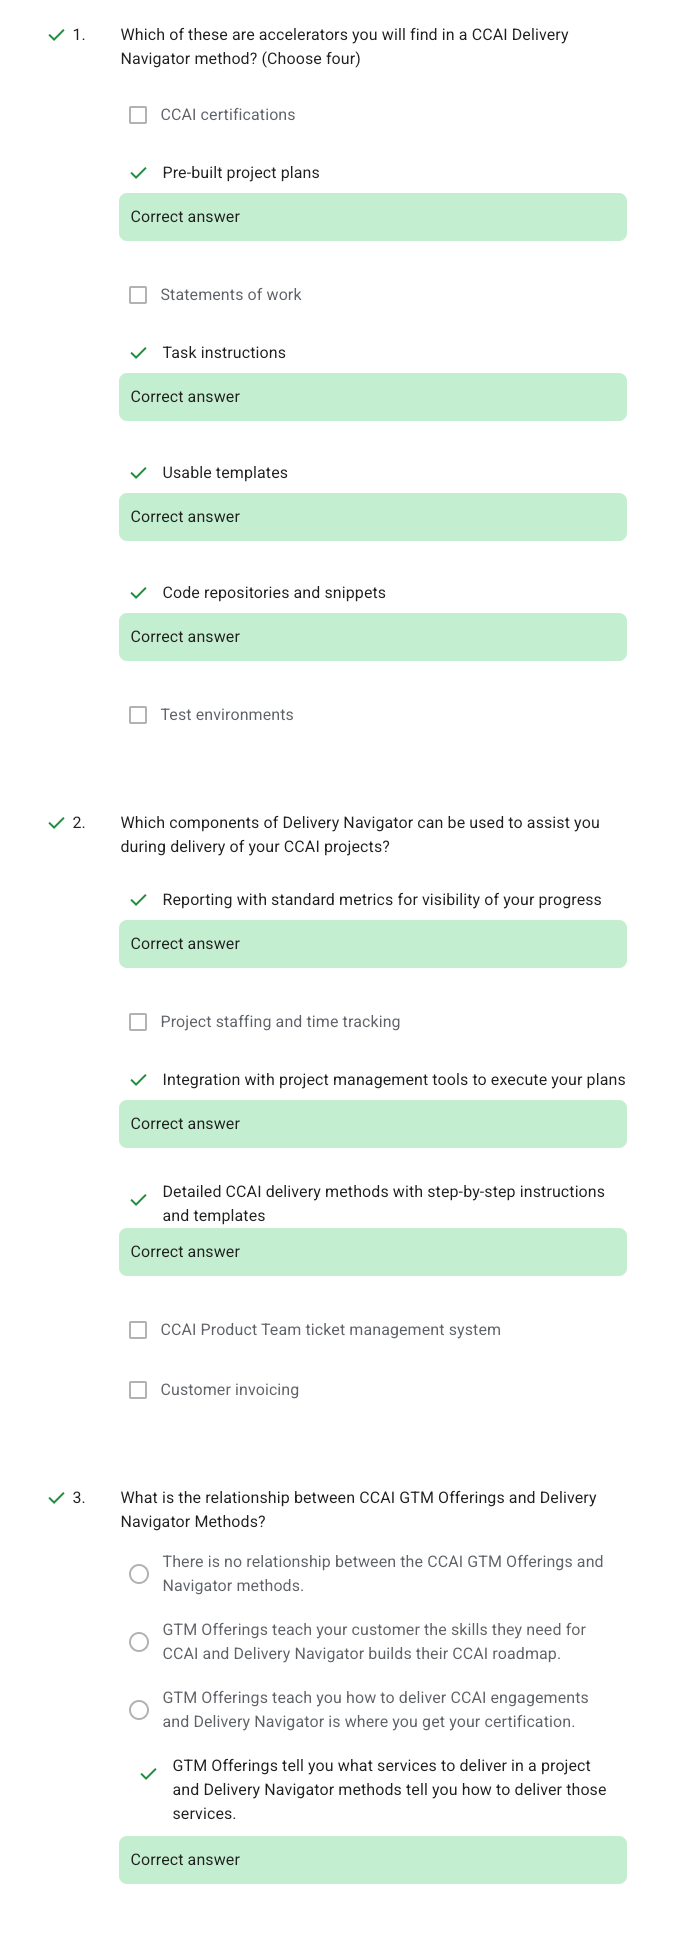 1.
Which of these are accelerators you will find in a CCAI Delivery
Navigator method? (Choose four)
CCAI certifications
Pre-built project plans
Correct answer
Statements of work
Task instructions
Correct answer
Usable templates
Correct answer
Code repositories and snippets
Correct answer
Test environments
2.
Which components of Delivery Navigator can be used to assist you
during delivery of your CCAI projects?
Reporting with standard metrics for visibility of your progress
Correct answer
Project staffing and time tracking
Integration with project management tools to execute your plans
Correct answer
Detailed CCAI delivery methods with step-by-step instructions
and templates
Correct answer
CCAI Product Team ticket management system
Customer invoicing
3.
What is the relationship between CCAI GTM Offerings and Delivery
Navigator Methods?
There is no relationship between the CCAI GTM Offerings and
Navigator methods.
GTM Offerings teach your customer the skills they need for
CCAI and Delivery Navigator builds their CCAI roadmap.
GTM Offerings teach you how to deliver CCAI engagements
and Delivery Navigator is where you get your certification.
GTM Offerings tell you what services to deliver in a project
and Delivery Navigator methods tell you how to deliver those
services.
Correct answer